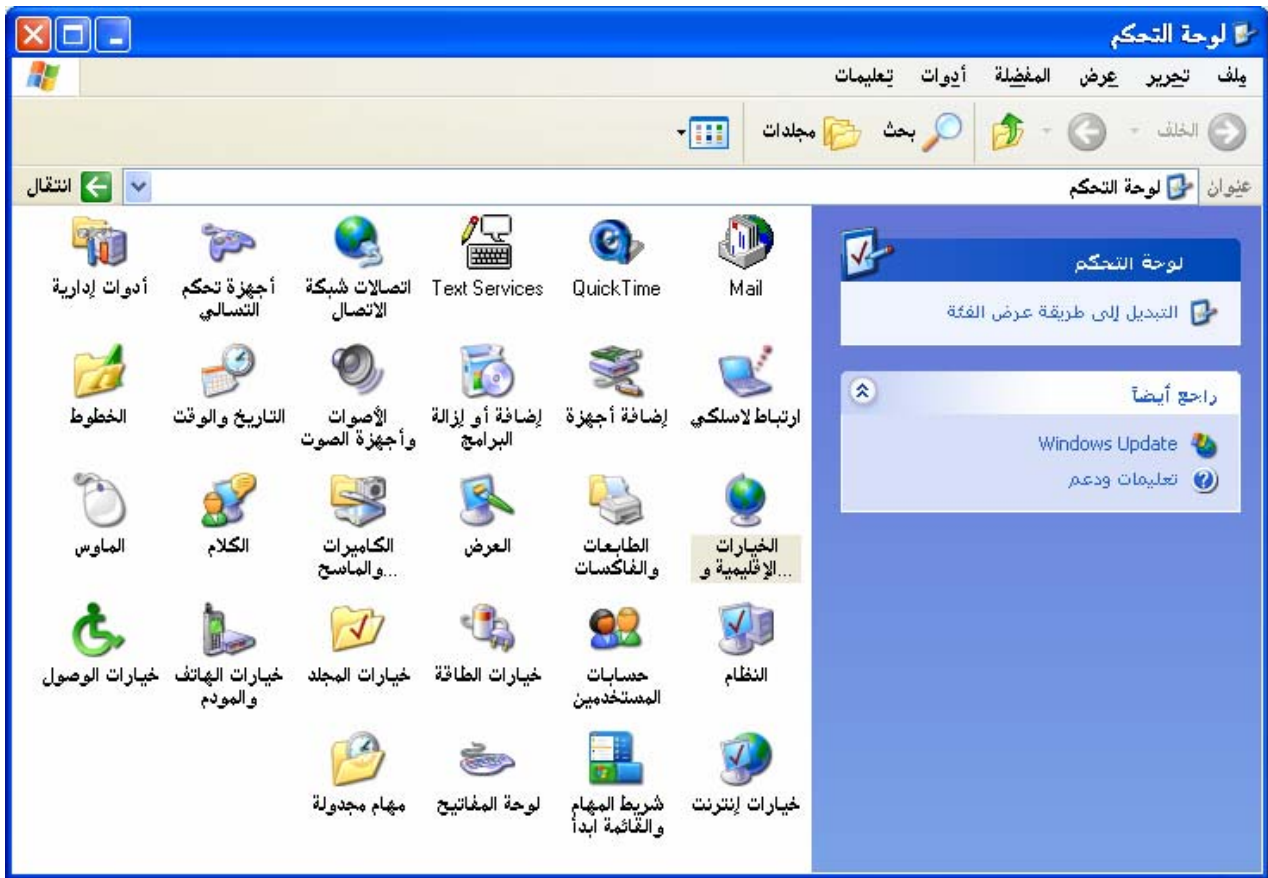 لوحة التحكم
ملف تحرير عرض المفضلة أدوات تعليمات
الخلف بحث مجلدات
عنوان لوحة التحكم انتقال
لوحة التحكم
التبديل إلى طريقة عرض الفئة
راجع أيضاً
Windows Update
تعليمات ودعم
Mail
QuickTime
Text Services
اتصالات شبكة
الاتصال
أجهزة تحكم
التسالي
أدوات إدارية
ارتباط لاسلكي
إضافة أجهزة
إضافة أو إزالة
البرامج
الأصوات
وأجهزة الصوت
التاريخ والوقت
الخطوط
الخيارات
الإقليمية و...
الطابعات
والفاكسات
العرض
الكاميرات
والماسح...
الكلام
الماوس
النظام
حسابات
المستخدمين
خيارات الطاقة
خيارات المجلد
خيارات الهاتف
والمودم
خيارات الوصول
خيارات إنترنت
شريط المهام
والقائمة ابدأ
لوحة المفاتيح
مهام مجدولة